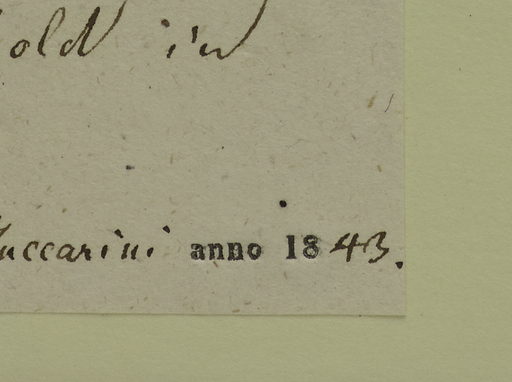 old in
uccarini anno 1843.